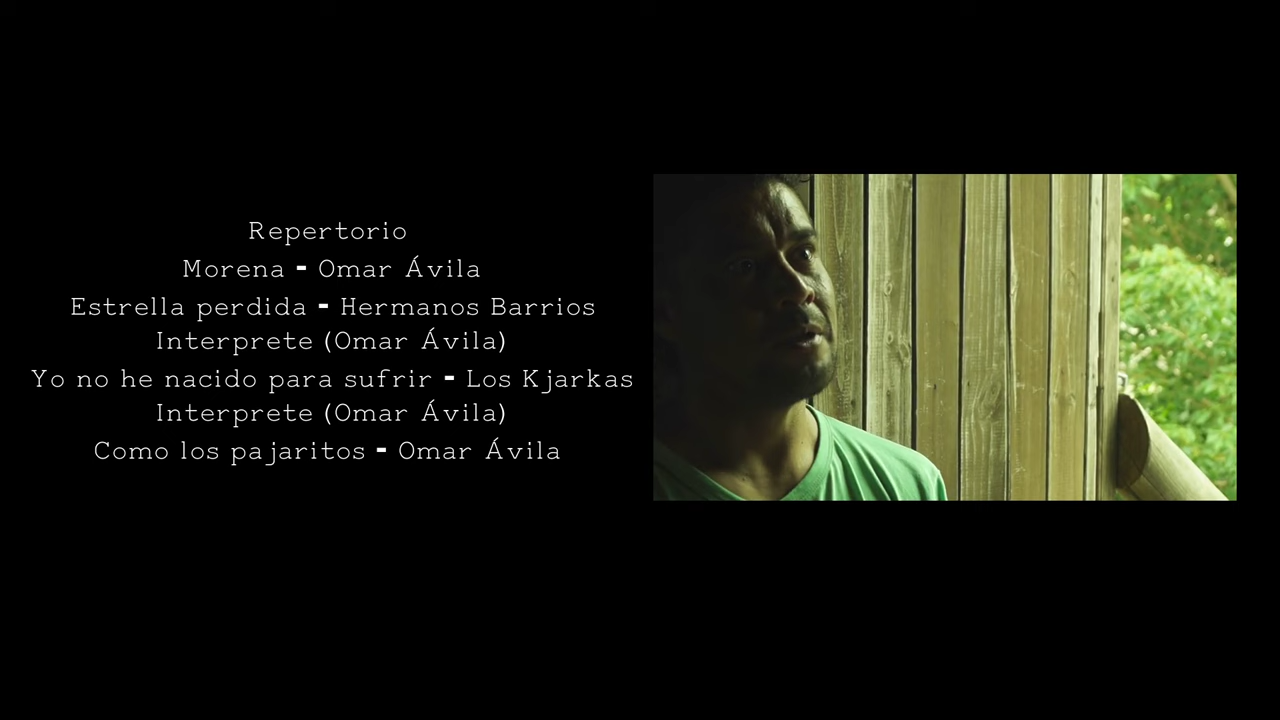 Repertorio
Morena - Omar Ávila
Estrella perdida - Hermanos Barrios
Interprete (Omar Ávila)
Yo no he nacido para sufrir - Los Kjarkas
Interprete (Omar Ávila)
Como los pajaritos - Omar Ávila